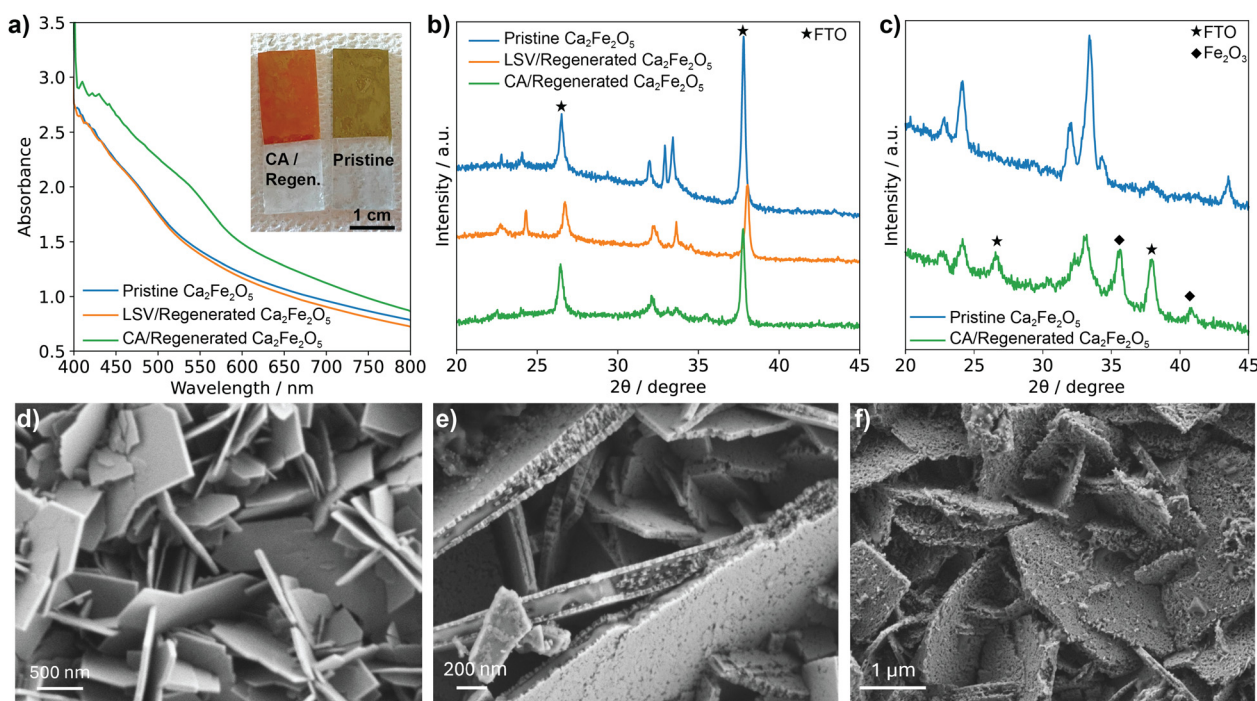 a)
3.5
3.0
2.5
2.0
1.5
1.0
0.5
Absorbance
400 450 500 550 600 650 700 750 800
Wavelength / nm
Pristine Ca₂Fe₂O₅
LSV/Regenerated Ca₂Fe₂O₅
CA/Regenerated Ca₂Fe₂O₅
CA /
Regen.
Pristine
1 cm
b)
Pristine Ca₂Fe₂O₅
LSV/Regenerated Ca₂Fe₂O₅
CA/Regenerated Ca₂Fe₂O₅
★FTO
★
★
Intensity / a.u.
20 25 30 35 40 45
2θ / degree
c)
★FTO
◆Fe₂O₃
★
◆
★
◆
Intensity / a.u.
Pristine Ca₂Fe₂O₅
CA/Regenerated Ca₂Fe₂O₅
20 25 30 35 40 45
2θ / degree
d)
500 nm
e)
200 nm
f)
1 µm